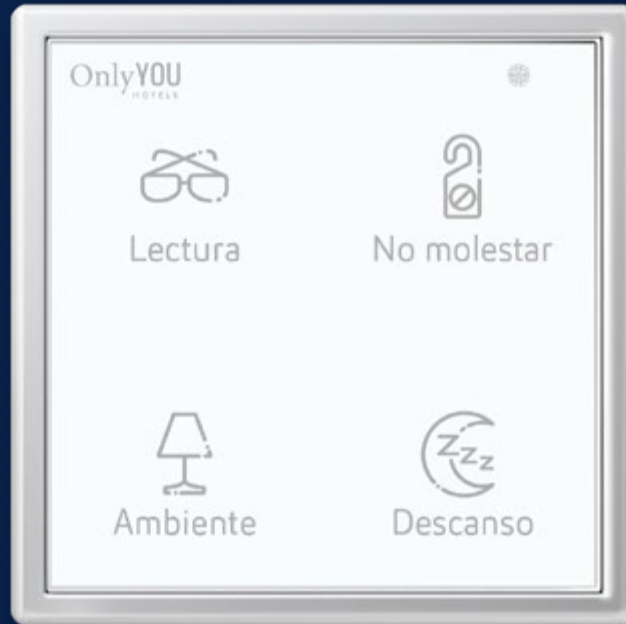 OnlyYOU
HOTELS
Lectura
No molestar
Ambiente
Descanso